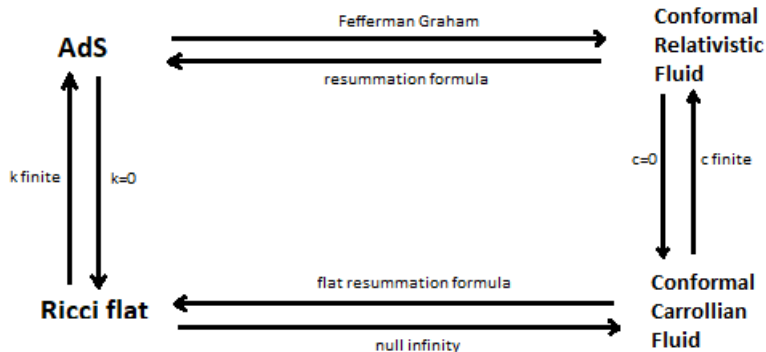 Fefferman Graham
Conformal
Relativistic
Fluid
AdS
resummation formula
k finite
k=0
c=0
c finite
flat resummation formula
Conformal
Carrollian
Fluid
Ricci flat
null infinity